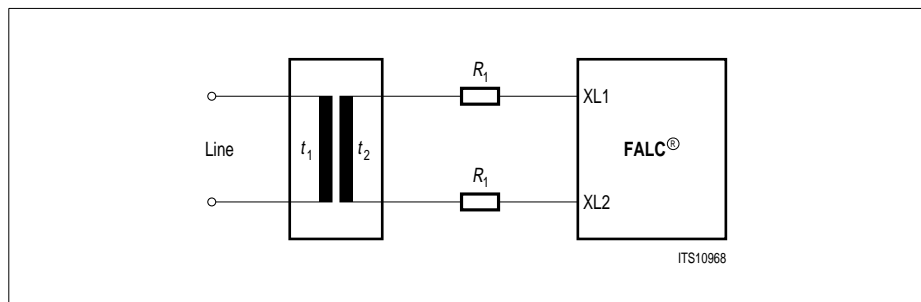 R1
XL1
Line
t1
t2
FALC®
R1
XL2
ITS10968